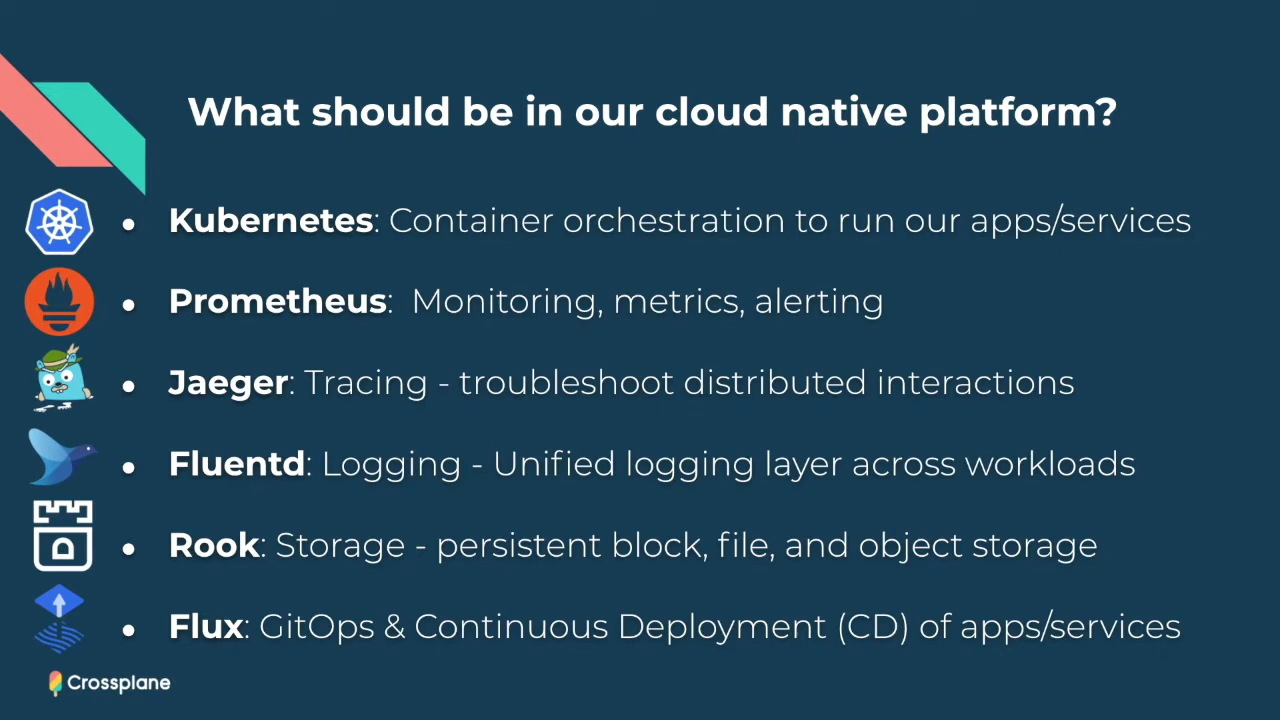 What should be in our cloud native platform?
• Kubernetes: Container orchestration to run our apps/services
• Prometheus:  Monitoring, metrics, alerting
• Jaeger: Tracing - troubleshoot distributed interactions
• Fluentd: Logging - Unified logging layer across workloads
• Rook: Storage - persistent block, file, and object storage
• Flux: GitOps & Continuous Deployment (CD) of apps/services
Crossplane